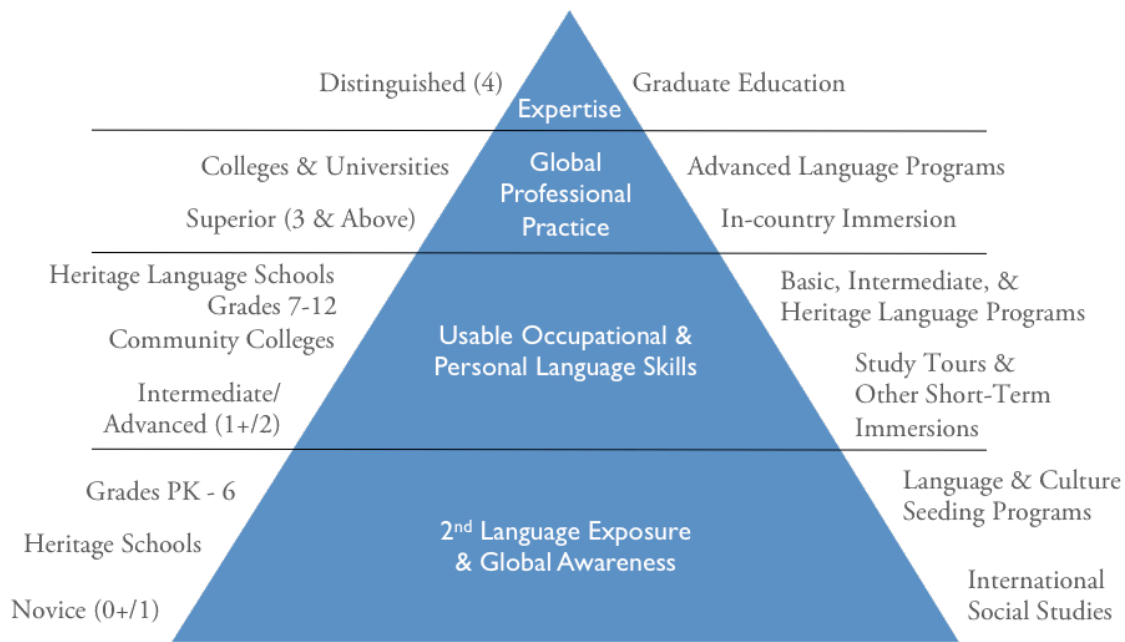 Distinguished (4)
Expertise
Graduate Education
Colleges & Universities
Superior (3 & Above)
Global
Professional
Practice
Advanced Language Programs
In-country Immersion
Heritage Language Schools
Grades 7-12
Community Colleges
Intermediate/
Advanced (1+/2)
Usable Occupational &
Personal Language Skills
Basic, Intermediate, &
Heritage Language Programs
Study Tours &
Other Short-Term
Immersions
Grades PK - 6
Heritage Schools
Novice (0+/1)
2nd Language Exposure
& Global Awareness
Language & Culture
Seeding Programs
International
Social Studies